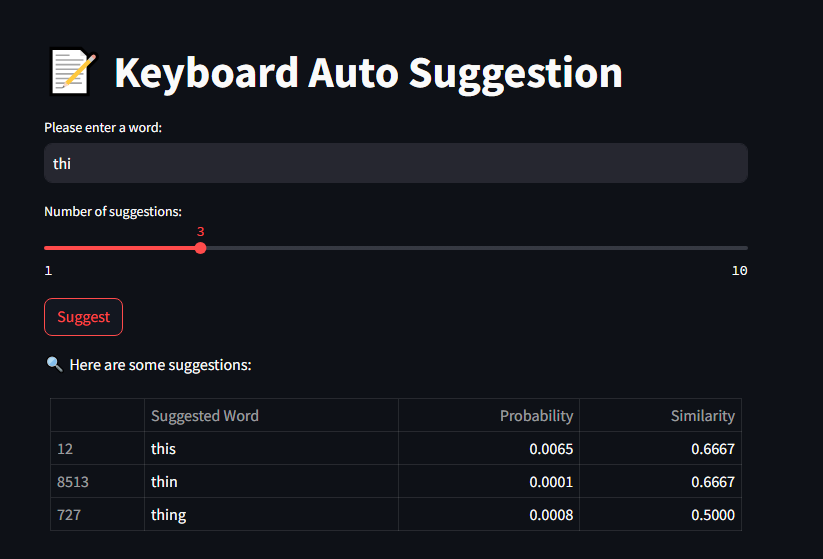 Keyboard Auto Suggestion
Please enter a word:
thi
Number of suggestions:
3
1 10
Suggest
Here are some suggestions:
Suggested Word Probability Similarity
12 this 0.0065 0.6667
8513 thin 0.0001 0.6667
727 thing 0.0008 0.5000